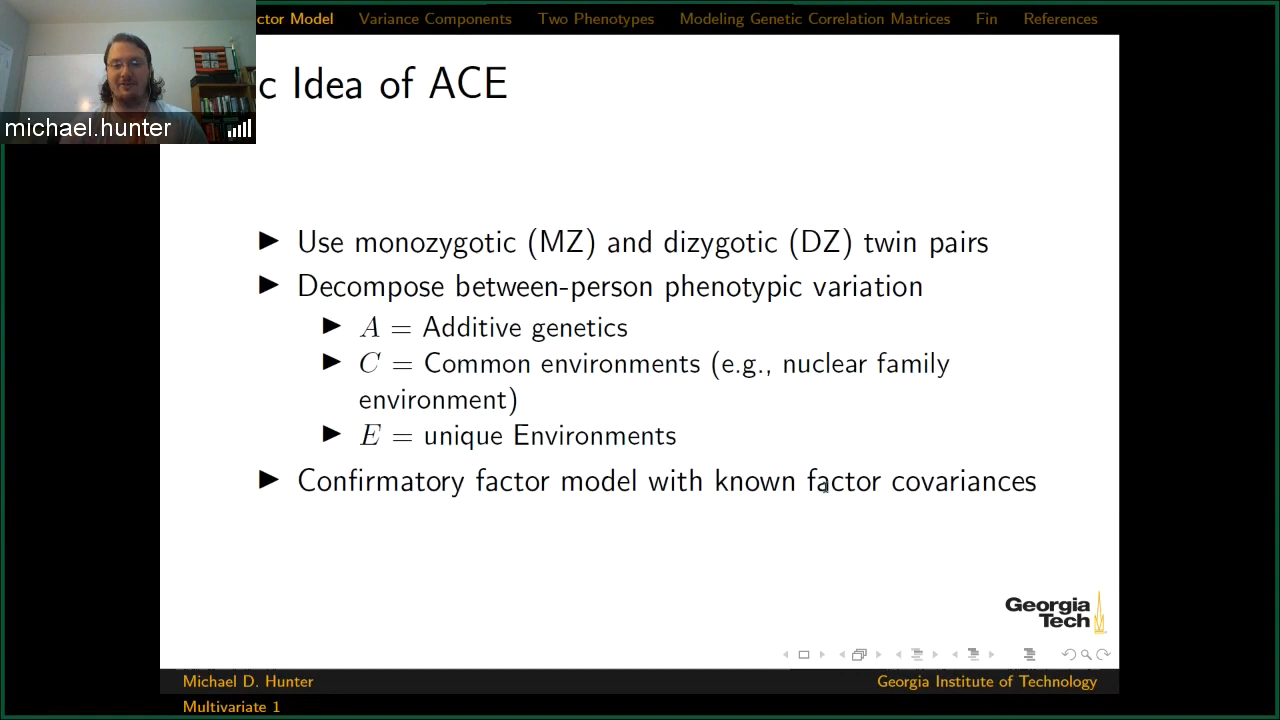 ctor Model Variance Components Two Phenotypes Modeling Genetic Correlation Matrices Fin References
michael.hunter
c Idea of ACE
▶ Use monozygotic (MZ) and dizygotic (DZ) twin pairs
▶ Decompose between-person phenotypic variation
▶ A = Additive genetics
▶ C = Common environments (e.g., nuclear family
environment)
▶ E = unique Environments
▶ Confirmatory factor model with known factor covariances
Georgia
Tech
Michael D. Hunter Georgia Institute of Technology
Multivariate 1